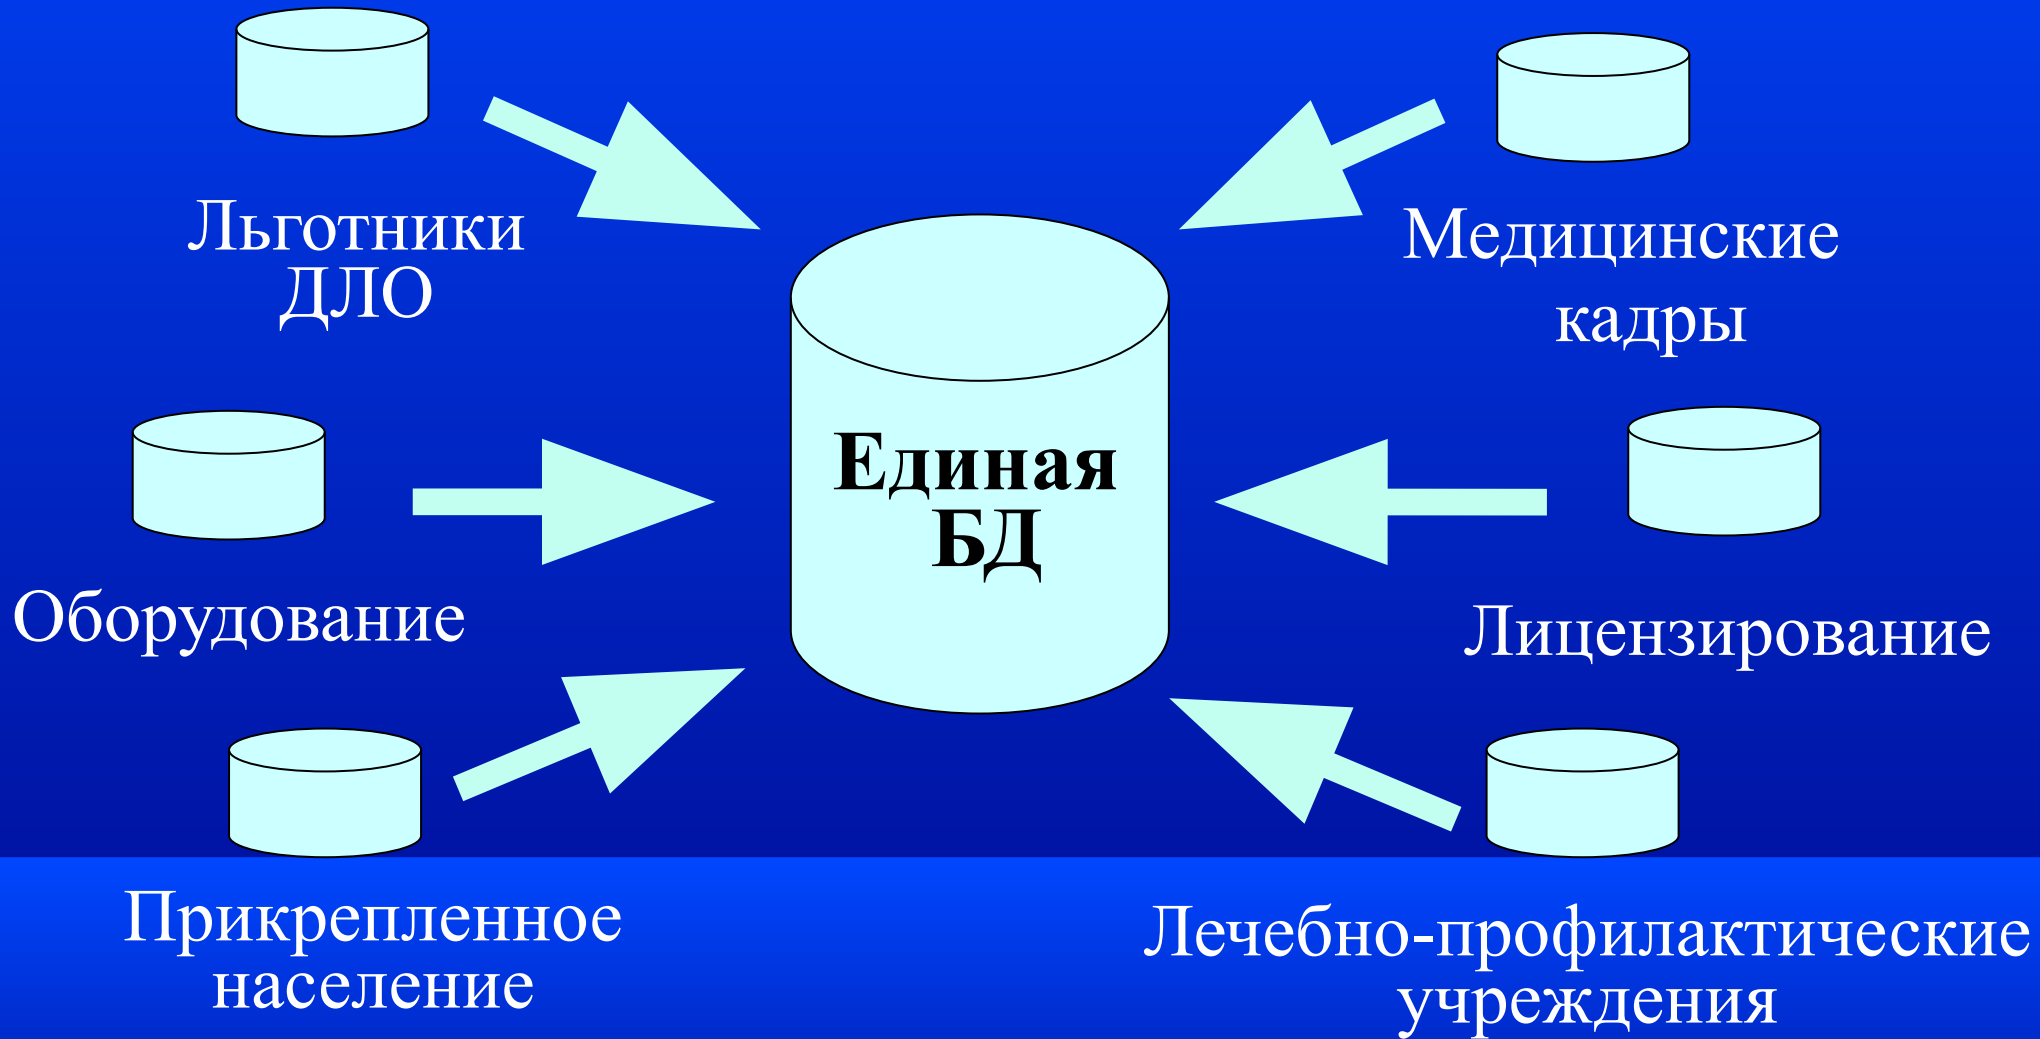 Льготники
ДЛО
Медицинские
кадры
Единая
БД
Оборудование
Лицензирование
Прикрепленное
население
Лечебно-профилактические
учреждения